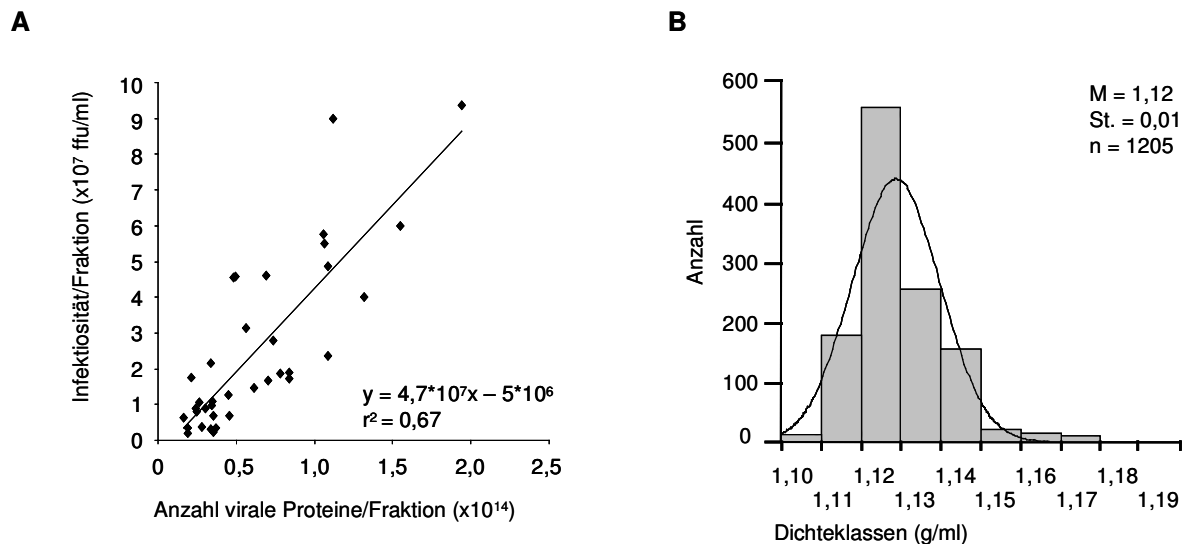 A
Infektiosität/Fraktion (x10⁷ ffu/ml)
10
9
8
7
6
5
4
3
2
1
0
0 0,5 1,0 1,5 2,0 2,5
y = 4,7*10⁷x – 5*10⁶
r² = 0,67
Anzahl virale Proteine/Fraktion (x10¹⁴)
B
Anzahl
600
500
400
300
200
100
0
M = 1,12
St. = 0,01
n = 1205
1,10 1,12 1,14 1,16 1,18
1,11 1,13 1,15 1,17 1,19
Dichteklassen (g/ml)